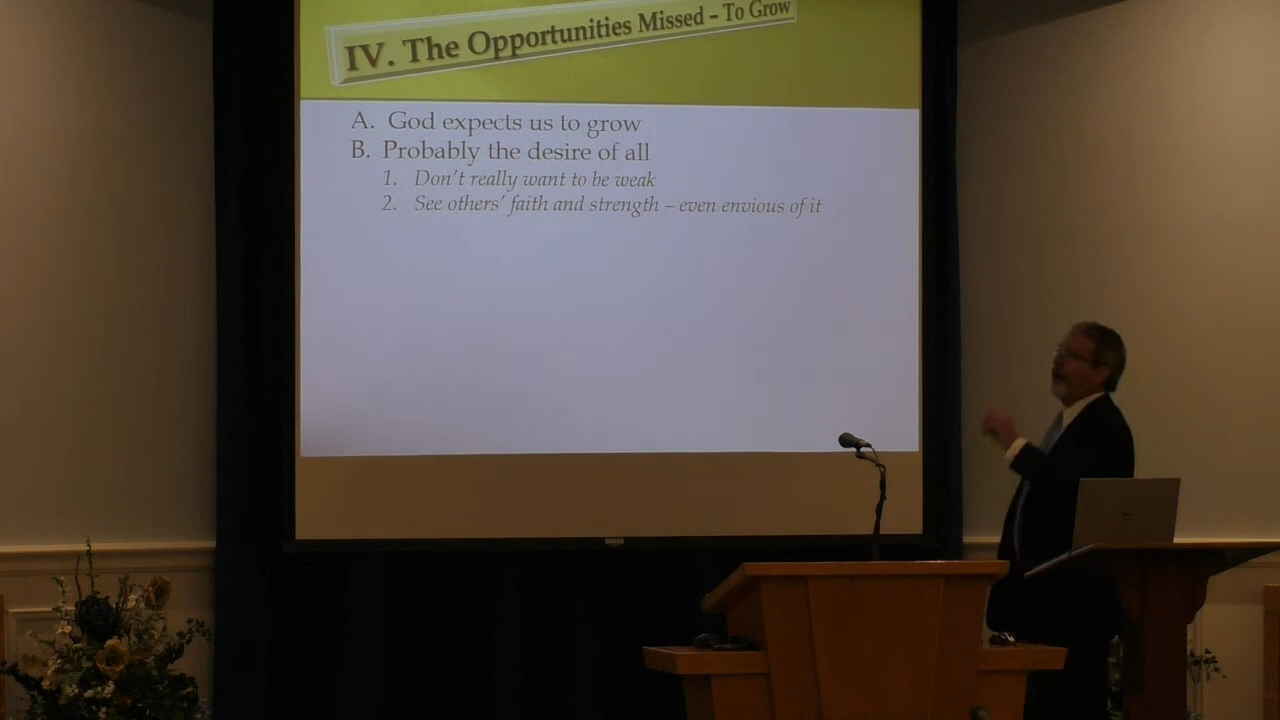 IV. The Opportunities Missed – To Grow
A. God expects us to grow
B. Probably the desire of all
1. Don't really want to be weak
2. See others' faith and strength – even envious of it